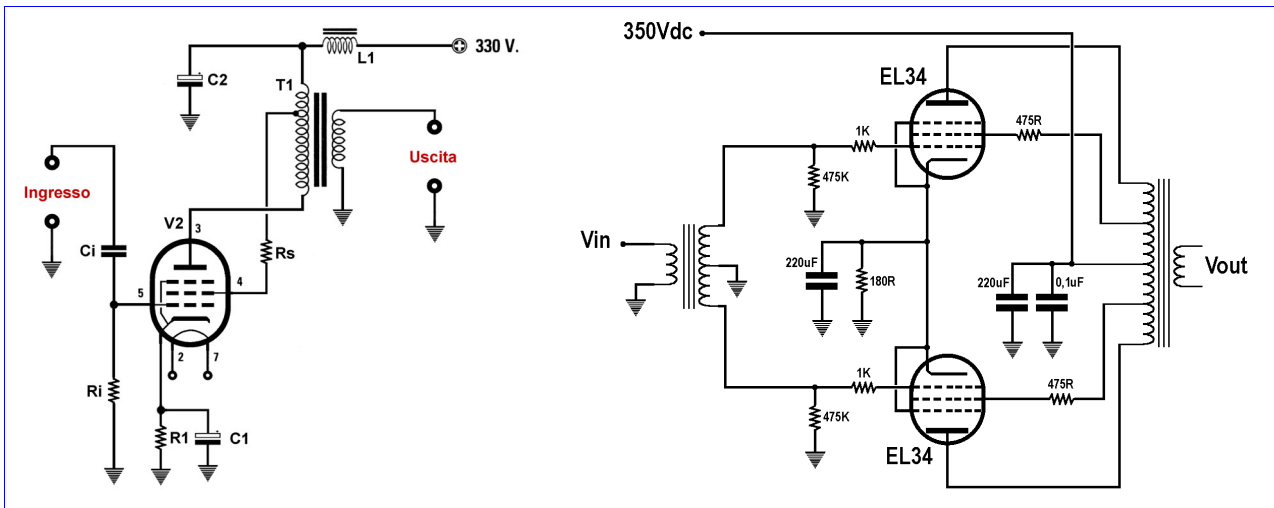 330 V.
L1
C2
T1
Ingresso
Uscita
V2
3
Ci
Rs
5
4
2
7
Ri
R1
C1
350Vdc
EL34
1K
475R
475K
Vin
220uF
180R
220uF
0,1uF
Vout
1K
475R
475K
EL34